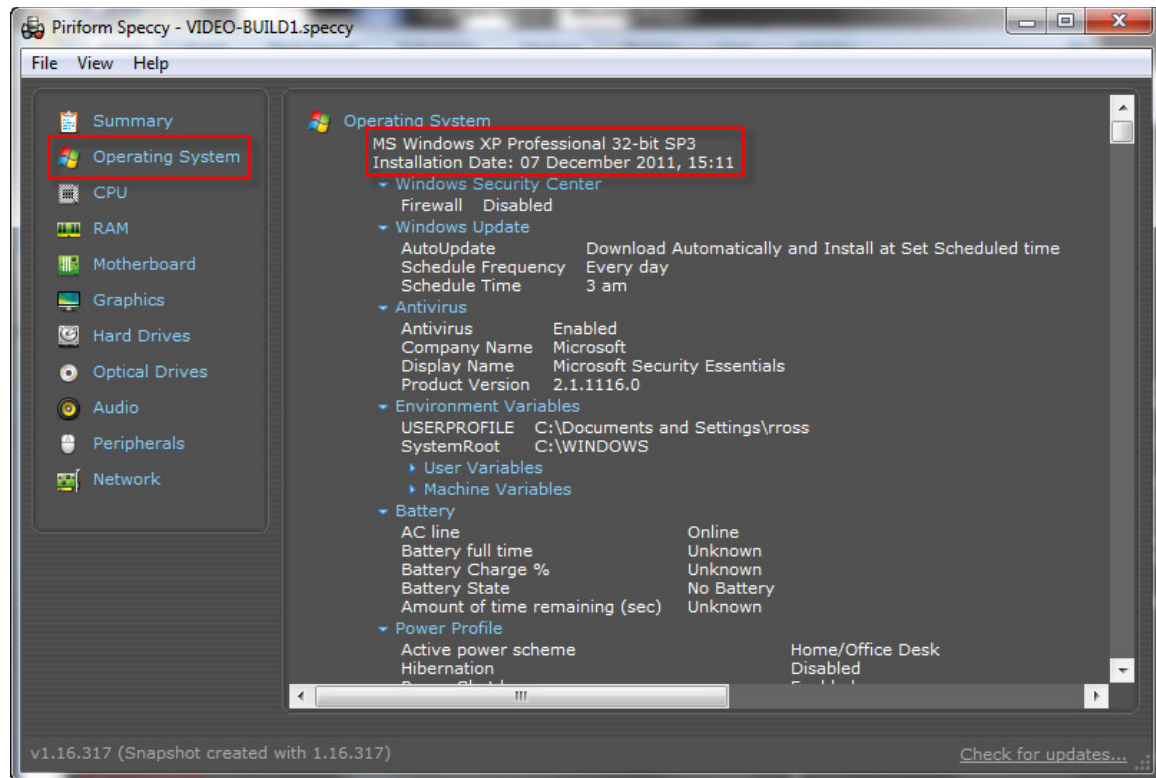 Piriform Speccy - VIDEO-BUILD1.speccy
File View Help
Summary
Operating System
CPU
RAM
Motherboard
Graphics
Hard Drives
Optical Drives
Audio
Peripherals
Network
Operating System
MS Windows XP Professional 32-bit SP3
Installation Date: 07 December 2011, 15:11
Windows Security Center
Firewall Disabled
Windows Update
AutoUpdate Download Automatically and Install at Set Scheduled time
Schedule Frequency Every day
Schedule Time 3 am
Antivirus
Antivirus Enabled
Company Name Microsoft
Display Name Microsoft Security Essentials
Product Version 2.1.1116.0
Environment Variables
USERPROFILE C:\Documents and Settings\rross
SystemRoot C:\WINDOWS
User Variables
Machine Variables
Battery
AC line Online
Battery full time Unknown
Battery Charge % Unknown
Battery State No Battery
Amount of time remaining (sec) Unknown
Power Profile
Active power scheme Home/Office Desk
Hibernation Disabled
v1.16.317 (Snapshot created with 1.16.317)
Check for updates...